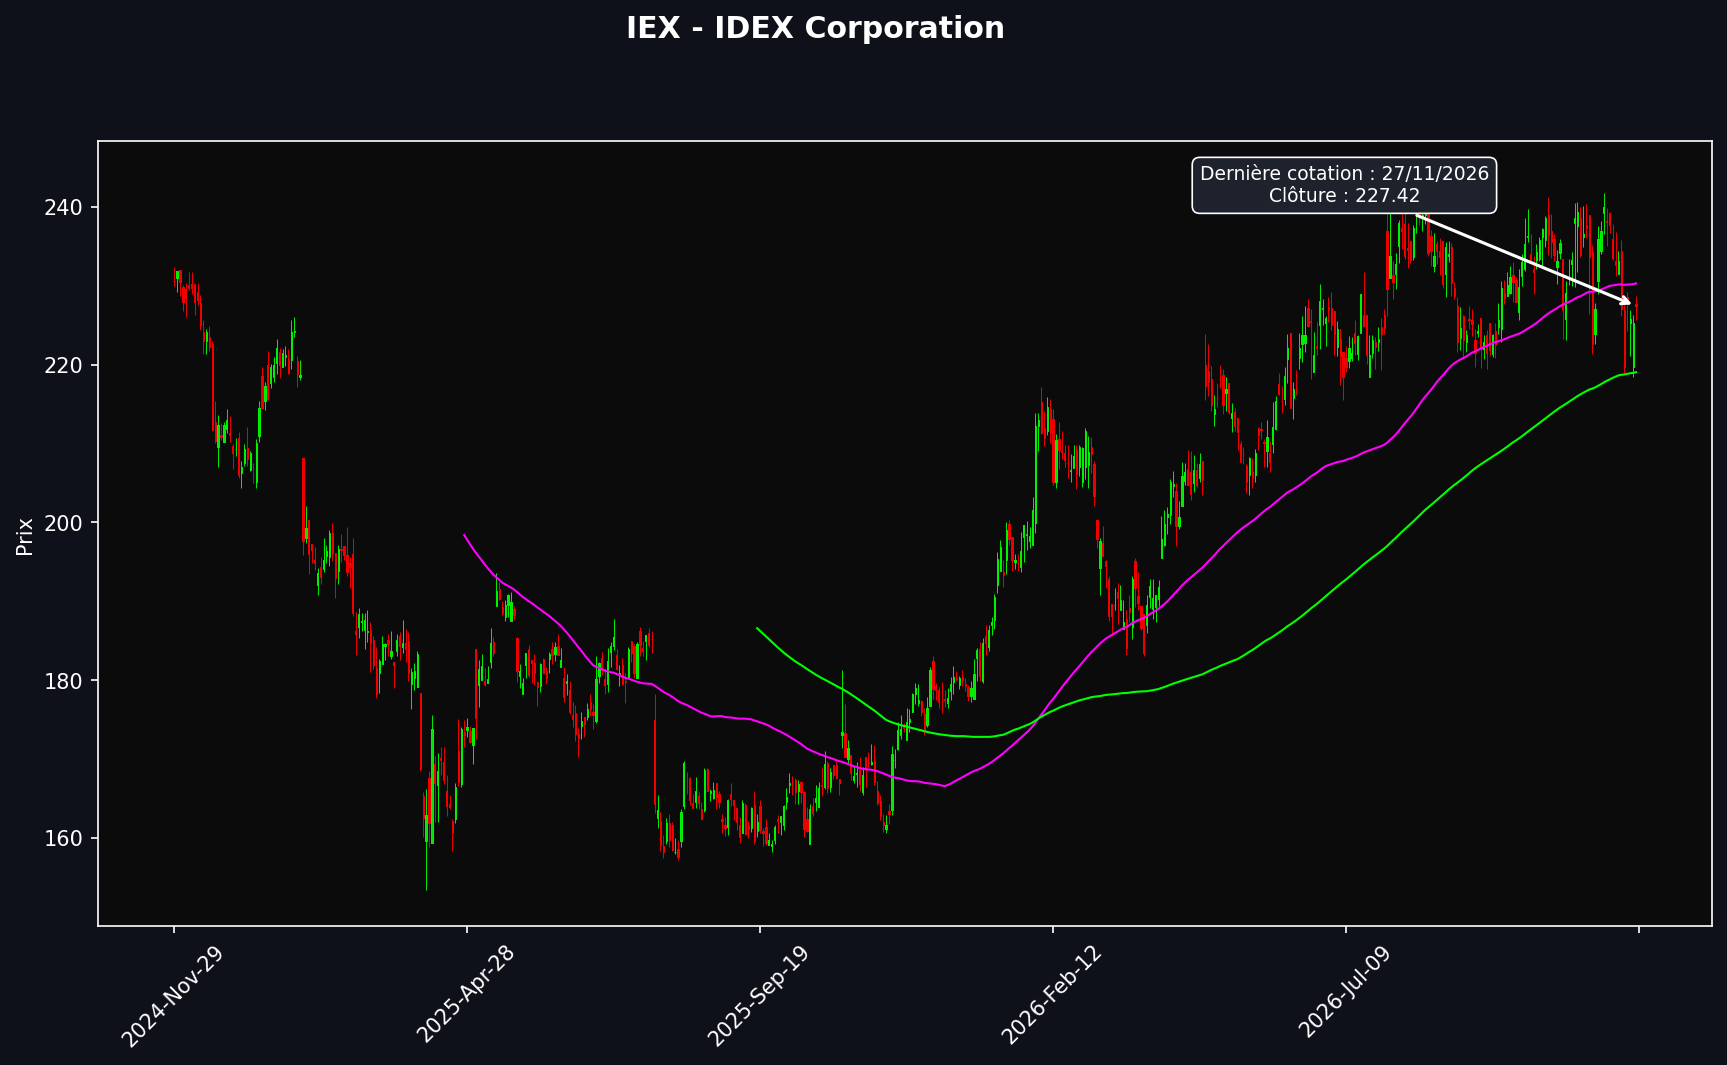 IEX - IDEX Corporation
Dernière cotation : 27/11/2026
Clôture : 227.42
Prix
240
220
200
180
160
2024-Nov-29
2025-Apr-28
2025-Sep-19
2026-Feb-12
2026-Jul-09